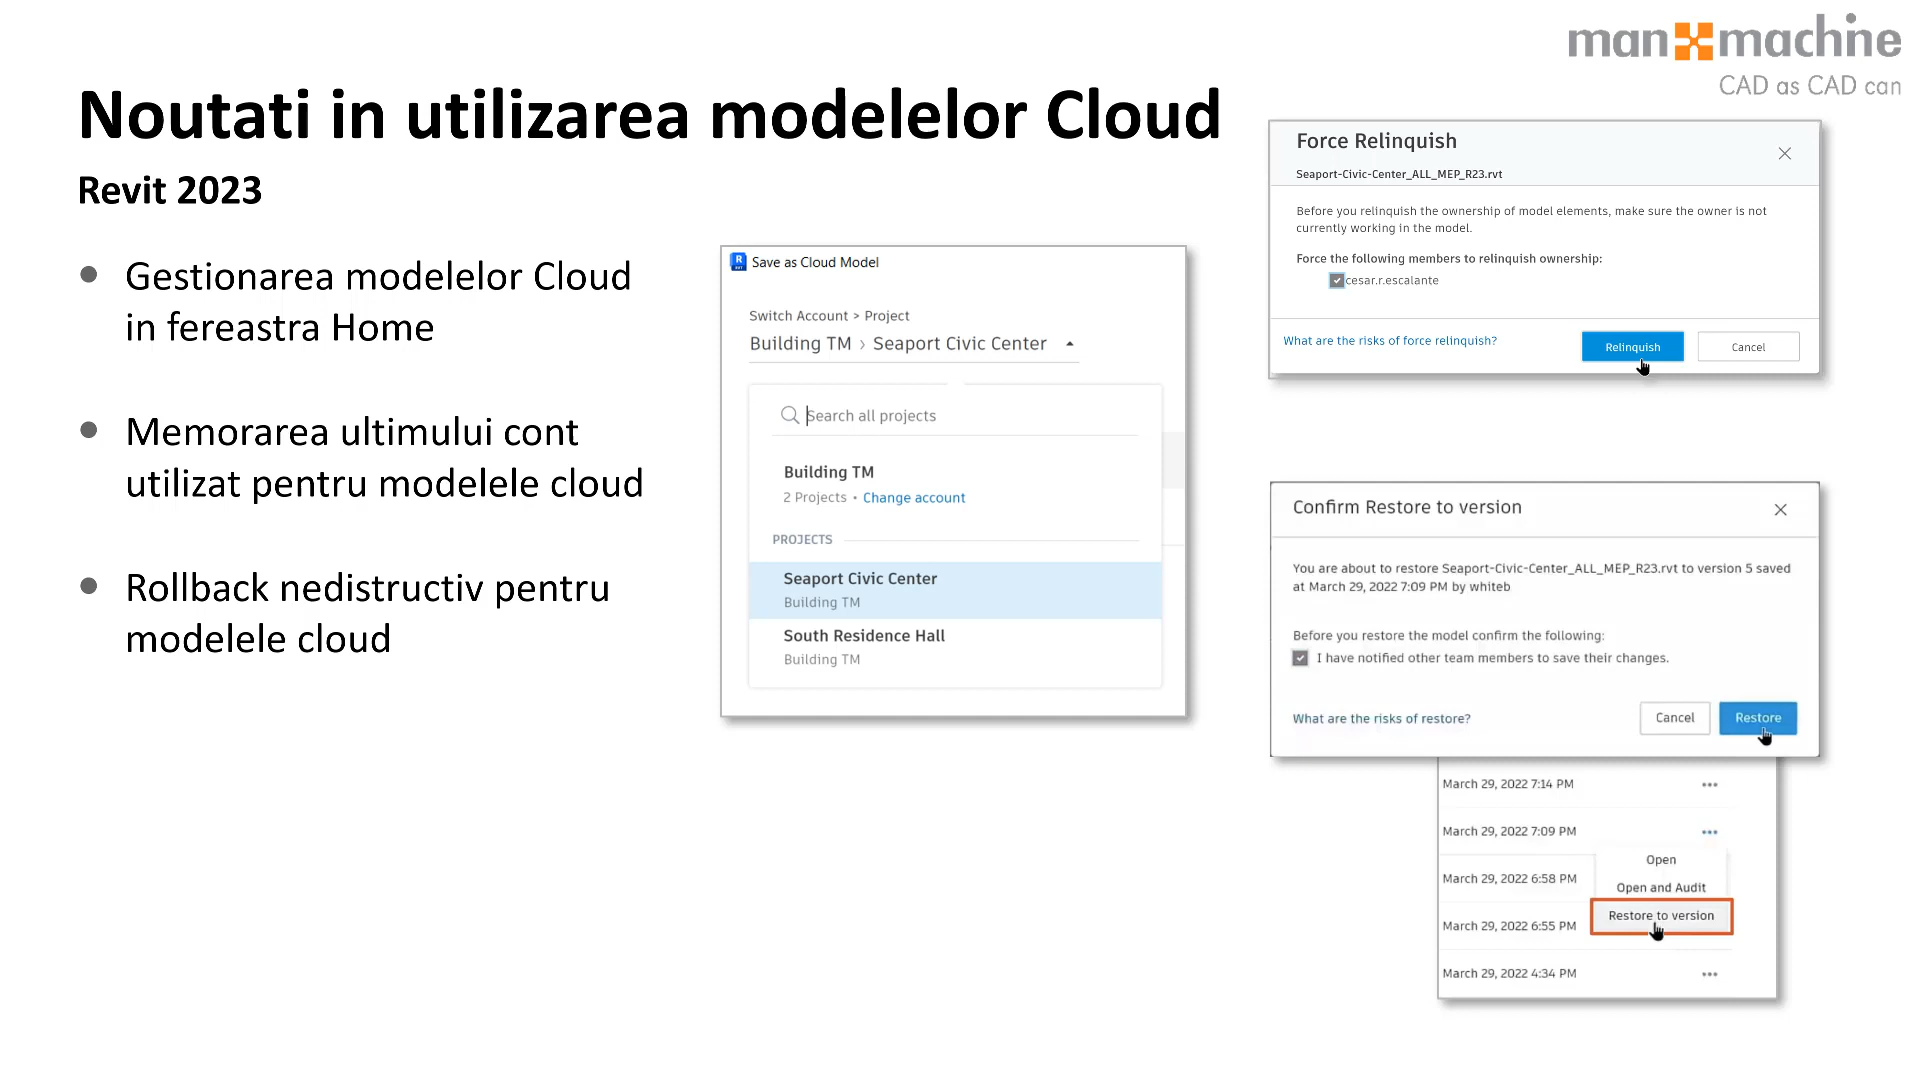 man machine
CAD as CAD can
Noutati in utilizarea modelelor Cloud
Revit 2023
Gestionarea modelelor Cloud
in fereastra Home
Memorarea ultimului cont
utilizat pentru modelele cloud
Rollback nedistructiv pentru
modelele cloud
Save as Cloud Model
Switch Account > Project
Building TM › Seaport Civic Center
Search all projects
Building TM
2 Projects • Change account
PROJECTS
Seaport Civic Center
Building TM
South Residence Hall
Building TM
Force Relinquish
Seaport-Civic-Center_ALL_MEP_R23.rvt
Before you relinquish the ownership of model elements, make sure the owner is not
currently working in the model.
Force the following members to relinquish ownership:
cesar.r.escalante
What are the risks of force relinquish?
Relinquish
Cancel
Confirm Restore to version
You are about to restore Seaport-Civic-Center_ALL_MEP_R23.rvt to version 5 saved
at March 29, 2022 7:09 PM by whiteb
Before you restore the model confirm the following:
I have notified other team members to save their changes.
What are the risks of restore?
Cancel
Restore
March 29, 2022 7:14 PM
March 29, 2022 7:09 PM
Open
March 29, 2022 6:58 PM
Open and Audit
Restore to version
March 29, 2022 6:55 PM
March 29, 2022 4:34 PM